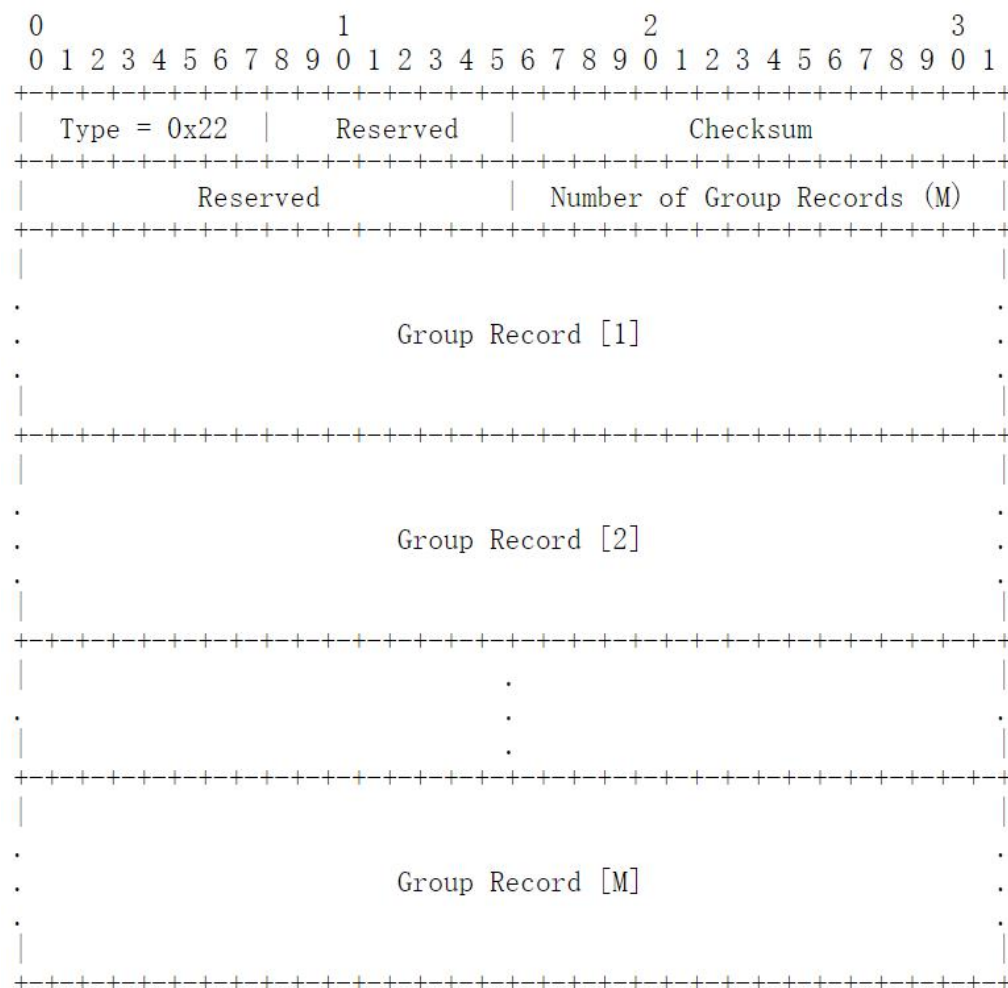 0                   1                   2                   3
0 1 2 3 4 5 6 7 8 9 0 1 2 3 4 5 6 7 8 9 0 1 2 3 4 5 6 7 8 9 0 1
+-+-+-+-+-+-+-+-+-+-+-+-+-+-+-+-+-+-+-+-+-+-+-+-+-+-+-+-+-+-+-+-+
|  Type = 0x22  |    Reserved   |           Checksum            |
+-+-+-+-+-+-+-+-+-+-+-+-+-+-+-+-+-+-+-+-+-+-+-+-+-+-+-+-+-+-+-+-+
|           Reserved            |  Number of Group Records (M)  |
+-+-+-+-+-+-+-+-+-+-+-+-+-+-+-+-+-+-+-+-+-+-+-+-+-+-+-+-+-+-+-+-+
|                                                               |
.                                                               .
.                        Group Record [1]                       .
.                                                               .
|                                                               |
+-+-+-+-+-+-+-+-+-+-+-+-+-+-+-+-+-+-+-+-+-+-+-+-+-+-+-+-+-+-+-+-+
|                                                               |
.                                                               .
.                        Group Record [2]                       .
.                                                               .
|                                                               |
+-+-+-+-+-+-+-+-+-+-+-+-+-+-+-+-+-+-+-+-+-+-+-+-+-+-+-+-+-+-+-+-+
|                               .                               |
.                               .                               .
|                               .                               |
+-+-+-+-+-+-+-+-+-+-+-+-+-+-+-+-+-+-+-+-+-+-+-+-+-+-+-+-+-+-+-+-+
|                                                               |
.                                                               .
.                        Group Record [M]                       .
.                                                               .
|                                                               |
+-+-+-+-+-+-+-+-+-+-+-+-+-+-+-+-+-+-+-+-+-+-+-+-+-+-+-+-+-+-+-+-+